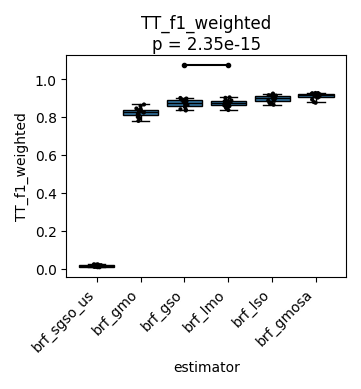 TT_f1_weighted
p = 2.35e-15
TT_f1_weighted
1.0
0.8
0.6
0.4
0.2
0.0
brf_sgso_us
brf_gmo
brf_gso
brf_lmo
brf_lso
brf_gmosa
estimator